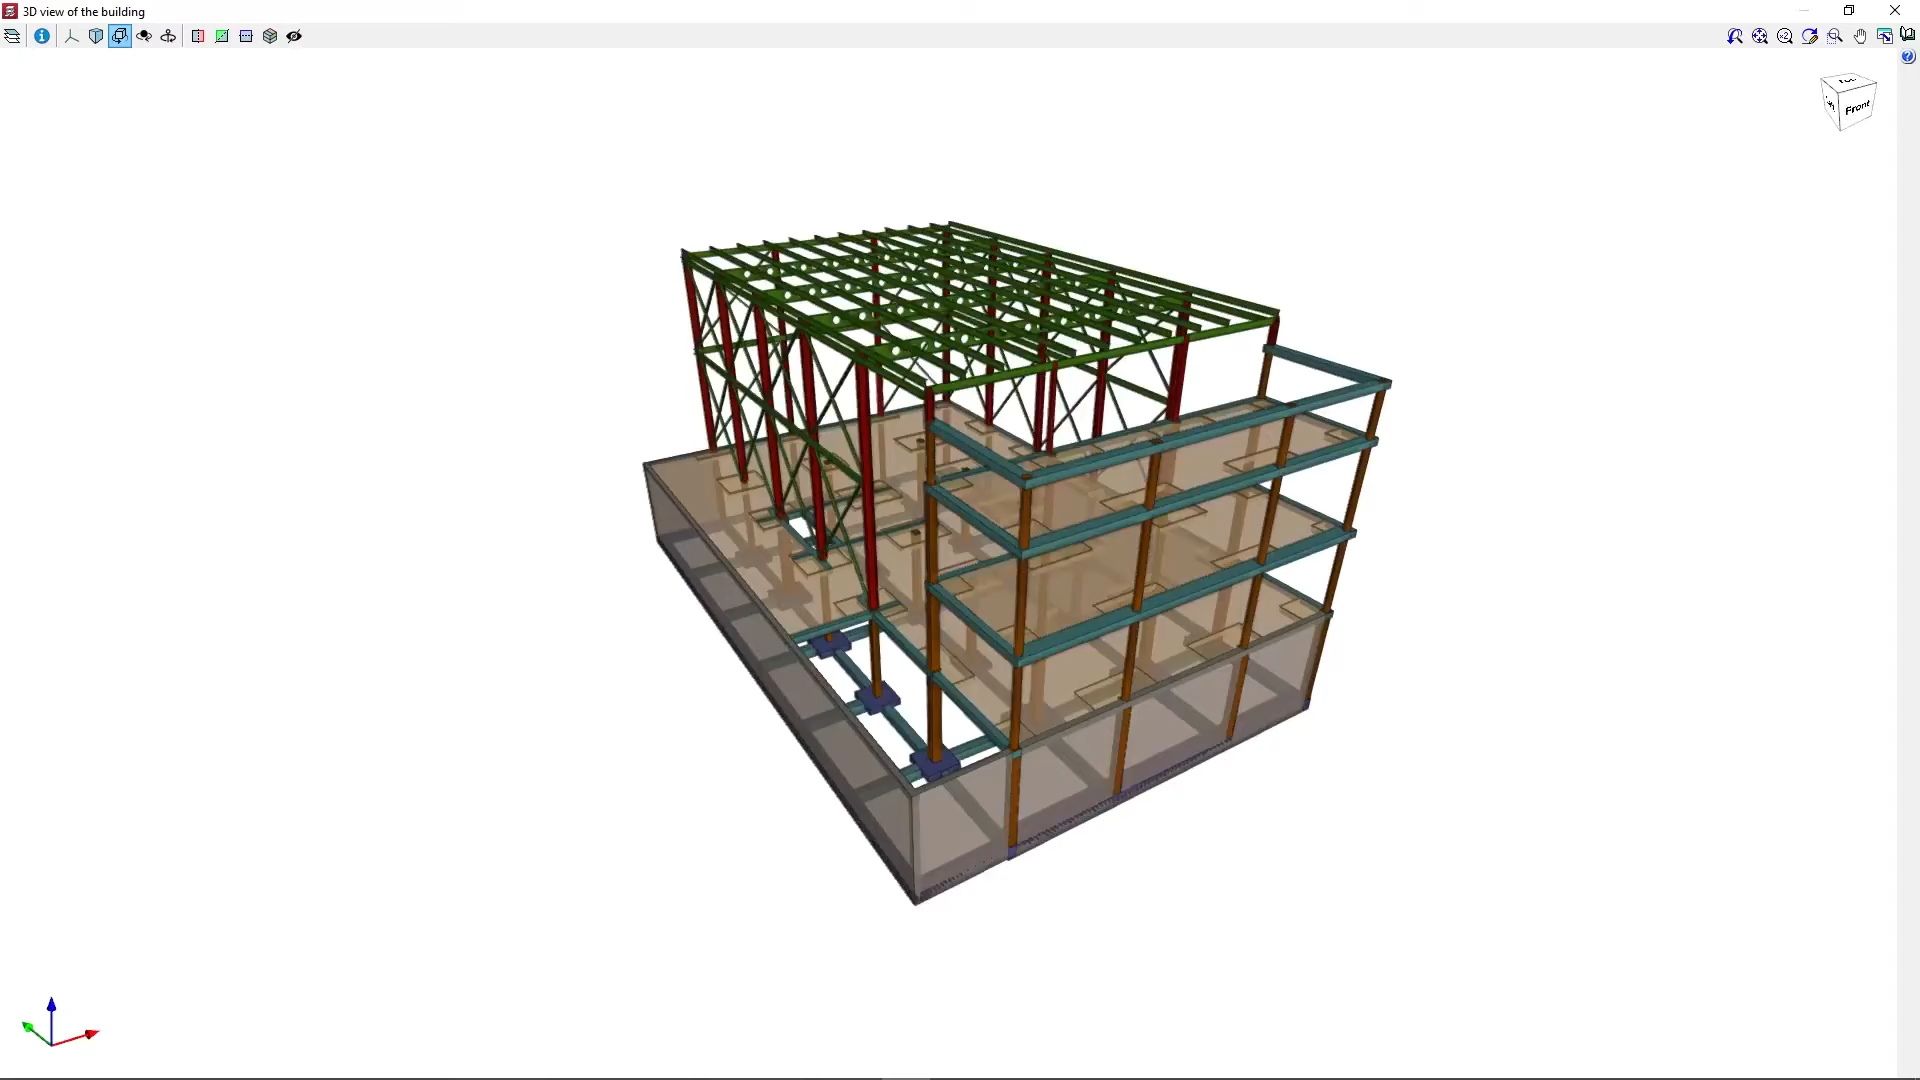 3D view of the building
Front